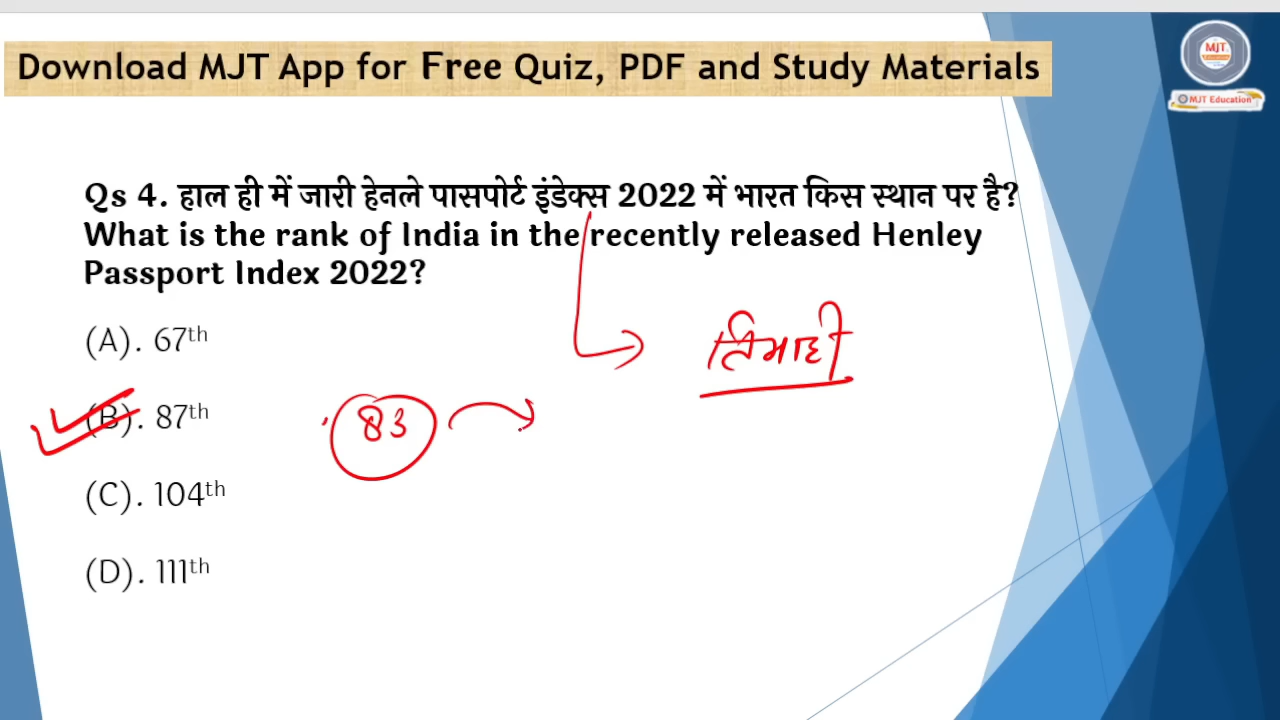 Download MJT App for Free Quiz, PDF and Study Materials
MJT
Education
MJT Education
Qs 4. हाल ही में जारी हेनले पासपोर्ट इंडेक्स 2022 में भारत किस स्थान पर है?
What is the rank of India in the recently released Henley
Passport Index 2022?
(A). 67th
तिमाही
(B). 87th
83
(C). 104th
(D). 111th